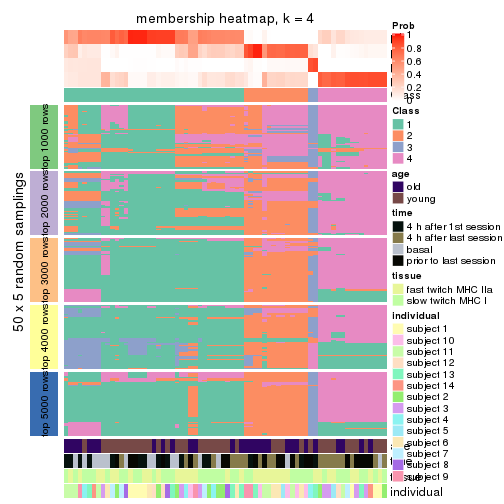 membership heatmap, k = 4
50 x 5 random samplings
top 1000 rows
top 2000 rows
top 3000 rows
top 4000 rows
top 5000 rows
Prob
1
0.8
0.6
0.4
0.2
0
Class
1
2
3
4
age
old
young
time
4 h after 1st session
4 h after last session
basal
prior to last session
tissue
fast twitch MHC IIa
slow twitch MHC I
individual
subject 1
subject 10
subject 11
subject 12
subject 13
subject 14
subject 2
subject 3
subject 4
subject 5
subject 6
subject 7
subject 8
subject 9
individual